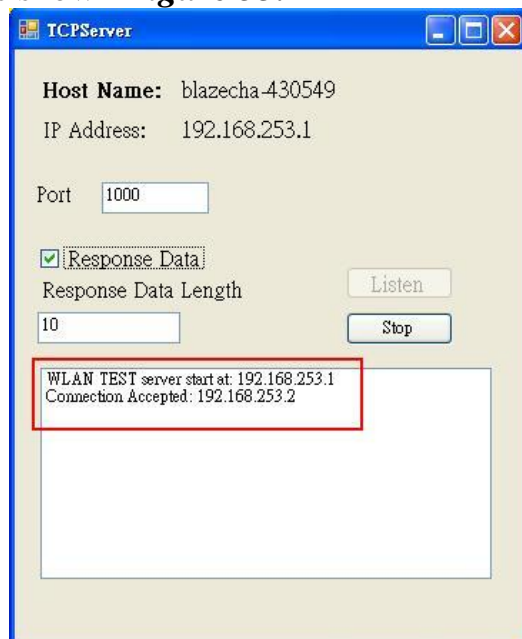 TCPServer
Host Name: blazecha-430549
IP Address: 192.168.253.1
Port 1000
Response Data
Response Data Length
Listen
10
Stop
WLAN TEST server start at: 192.168.253.1
Connection Accepted: 192.168.253.2